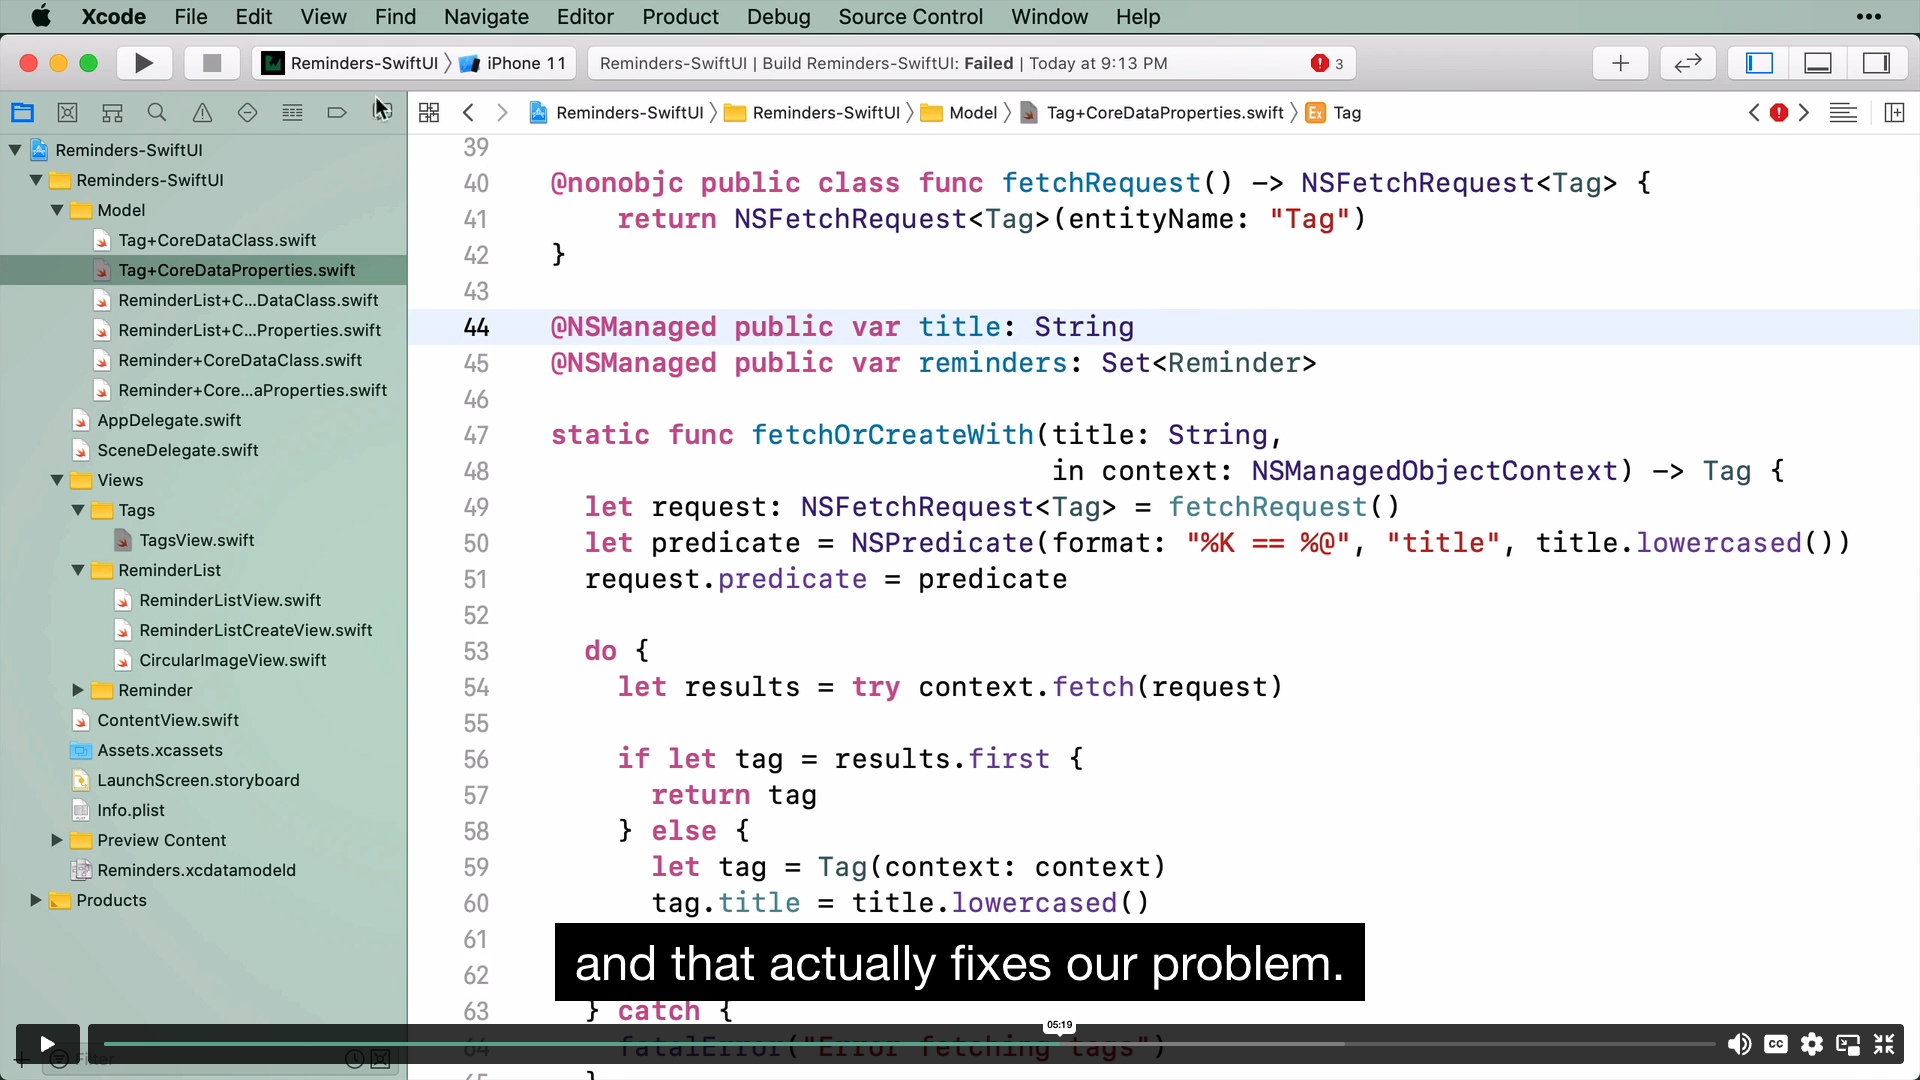 Xcode File Edit View Find Navigate Editor Product Debug Source Control Window Help
Reminders-SwiftUI iPhone 11 Reminders-SwiftUI | Build Reminders-SwiftUI: Failed | Today at 9:13 PM 3
Reminders-SwiftUI Reminders-SwiftUI Model Tag+CoreDataProperties.swift Ex Tag
Reminders-SwiftUI
Reminders-SwiftUI
Model
Tag+CoreDataClass.swift
Tag+CoreDataProperties.swift
ReminderList+C...DataClass.swift
ReminderList+C...Properties.swift
Reminder+CoreDataClass.swift
Reminder+Core...aProperties.swift
AppDelegate.swift
SceneDelegate.swift
Views
Tags
TagsView.swift
ReminderList
ReminderListView.swift
ReminderListCreateView.swift
CircularImageView.swift
Reminder
ContentView.swift
Assets.xcassets
LaunchScreen.storyboard
Info.plist
Preview Content
Reminders.xcdatamodeld
Products
Filter
39
40 @nonobjc public class func fetchRequest() -> NSFetchRequest<Tag> {
41 return NSFetchRequest<Tag>(entityName: "Tag")
42 }
43
44 @NSManaged public var title: String
45 @NSManaged public var reminders: Set<Reminder>
46
47 static func fetchOrCreateWith(title: String,
48 in context: NSManagedObjectContext) -> Tag {
49 let request: NSFetchRequest<Tag> = fetchRequest()
50 let predicate = NSPredicate(format: "%K == %@", "title", title.lowercased())
51 request.predicate = predicate
52
53 do {
54 let results = try context.fetch(request)
55
56 if let tag = results.first {
57 return tag
58 } else {
59 let tag = Tag(context: context)
60 tag.title = title.lowercased()
61
62
and that actually fixes our problem.
63 } catch {
64 fatalError("Error fetching tags")
05:19
CC